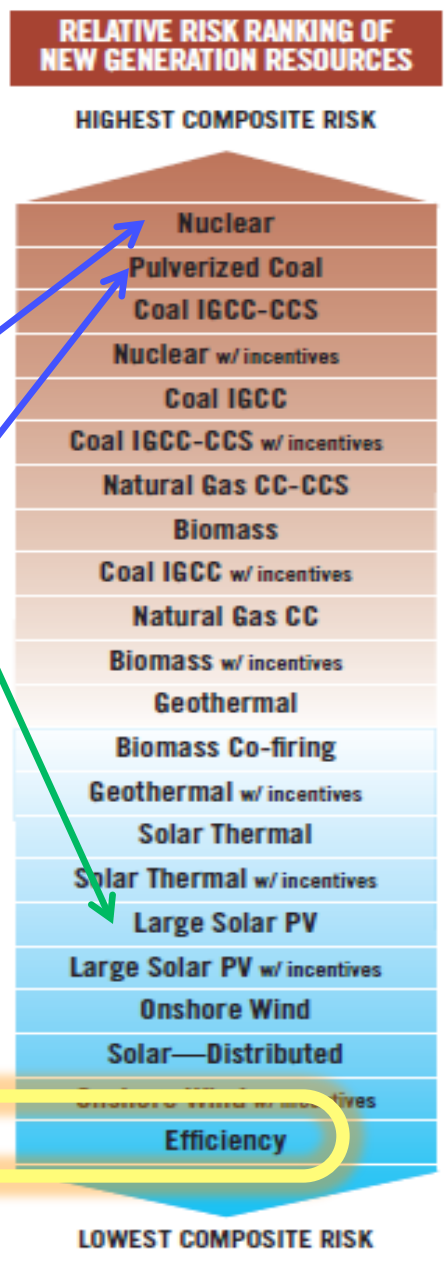 RELATIVE RISK RANKING OF
NEW GENERATION RESOURCES
HIGHEST COMPOSITE RISK
Nuclear
Pulverized Coal
Coal IGCC-CCS
Nuclear w/ incentives
Coal IGCC
Coal IGCC-CCS w/ incentives
Natural Gas CC-CCS
Biomass
Coal IGCC w/ incentives
Natural Gas CC
Biomass w/ incentives
Geothermal
Biomass Co-firing
Geothermal w/ incentives
Solar Thermal
Solar Thermal w/ incentives
Large Solar PV
Large Solar PV w/ incentives
Onshore Wind
Solar—Distributed
Onshore Wind w/ incentives
Efficiency
LOWEST COMPOSITE RISK